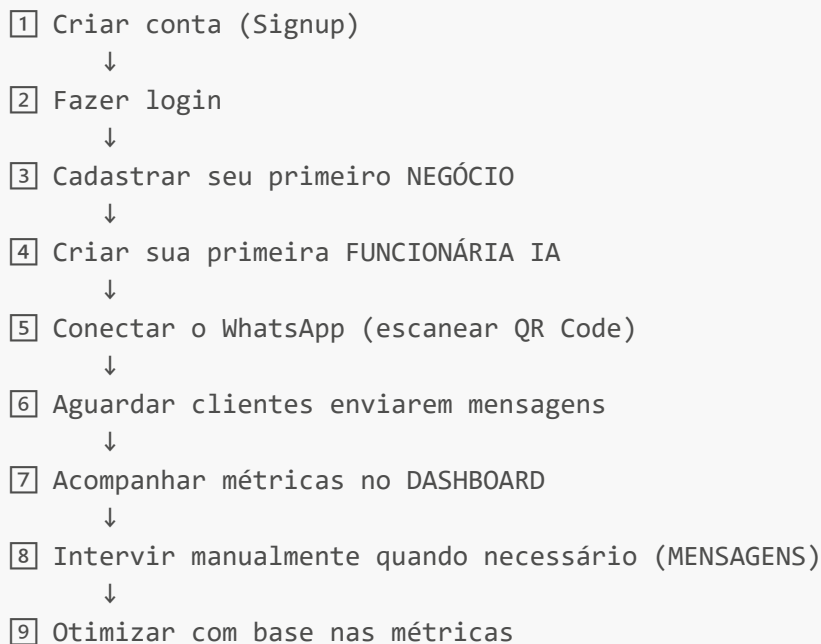 1 Criar conta (Signup)
↓
2 Fazer login
↓
3 Cadastrar seu primeiro NEGÓCIO
↓
4 Criar sua primeira FUNCIONÁRIA IA
↓
5 Conectar o WhatsApp (escanear QR Code)
↓
6 Aguardar clientes enviarem mensagens
↓
7 Acompanhar métricas no DASHBOARD
↓
8 Intervir manualmente quando necessário (MENSAGENS)
↓
9 Otimizar com base nas métricas